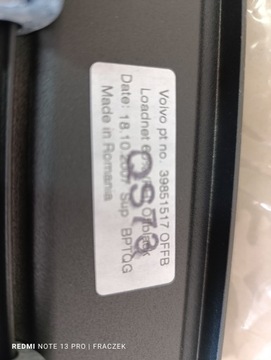 Volvo pt no. 39851517 OFFB
Loadnet
Date: 18.10.2007 Sup. BPTQG
Made in Romania
QS73
REDMI NOTE 13 PRO | FRACZEK